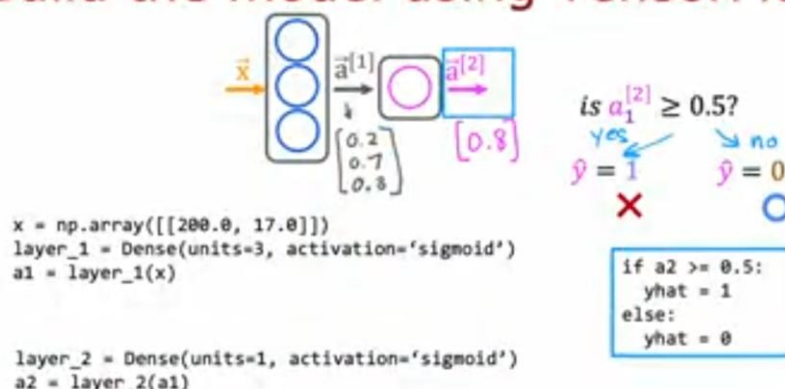 x⃗
a⃗[1]
a⃗[2]
[0.2
0.7
0.3]
[0.8]
is a₁[2] ≥ 0.5?
yes
no
ŷ = 1
ŷ = 0
x = np.array([[200.0, 17.0]])
layer_1 = Dense(units=3, activation='sigmoid')
a1 = layer_1(x)
layer_2 = Dense(units=1, activation='sigmoid')
a2 = layer_2(a1)
if a2 >= 0.5:
yhat = 1
else:
yhat = 0